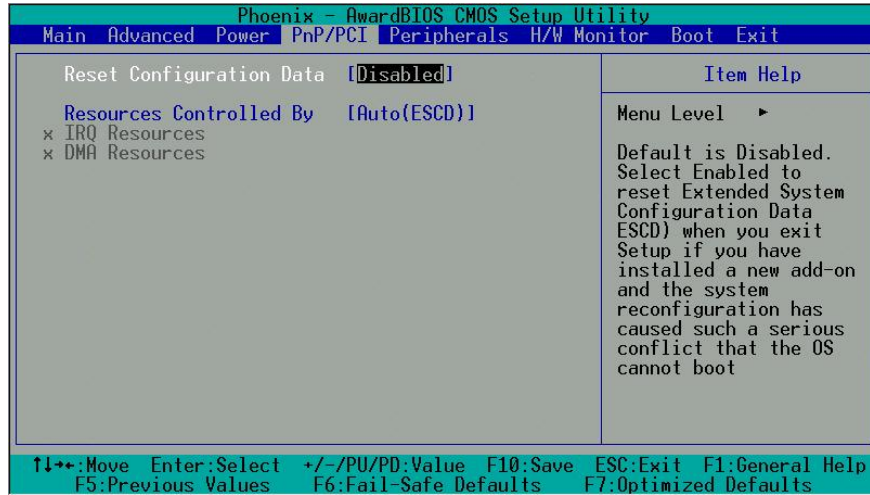 Phoenix - AwardBIOS CMOS Setup Utility
Main Advanced Power PnP/PCI Peripherals H/W Monitor Boot Exit
Reset Configuration Data [Disabled]
Resources Controlled By [Auto(ESCD)]
x IRQ Resources
x DMA Resources
Item Help
Menu Level ►
Default is Disabled.
Select Enabled to
reset Extended System
Configuration Data
ESCD) when you exit
Setup if you have
installed a new add-on
and the system
reconfiguration has
caused such a serious
conflict that the OS
cannot boot
↑↓→←:Move Enter:Select +/-/PU/PD:Value F10:Save ESC:Exit F1:General Help
F5:Previous Values F6:Fail-Safe Defaults F7:Optimized Defaults